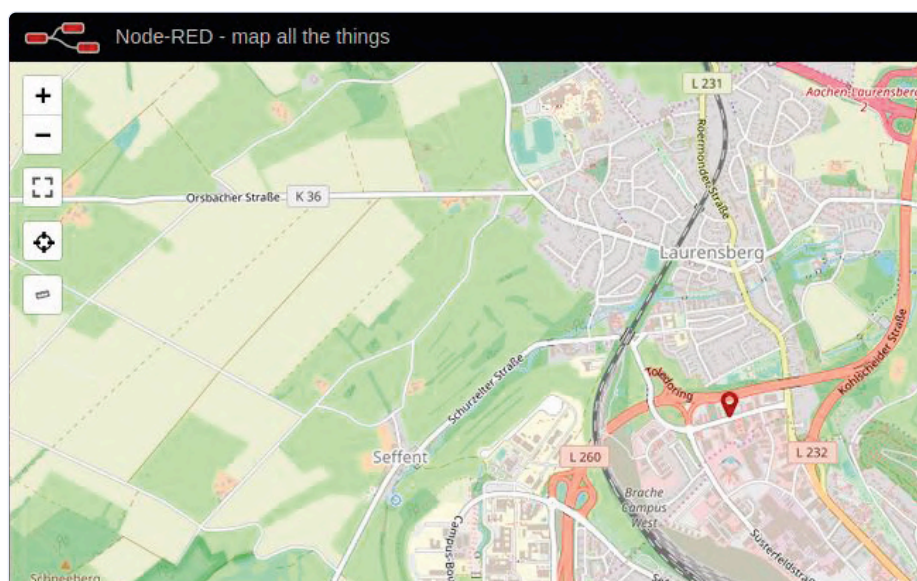 Node-RED - map all the things
+
−
L 231
Aachen-Laurensberg
2
Roermonder Straße
Orsbacher Straße
K 36
Laurensberg
Kohlscheider Straße
Toledoring
Schurzelter Straße
Seffent
L 260
L 232
Brache
Campus
West
Schneeberg